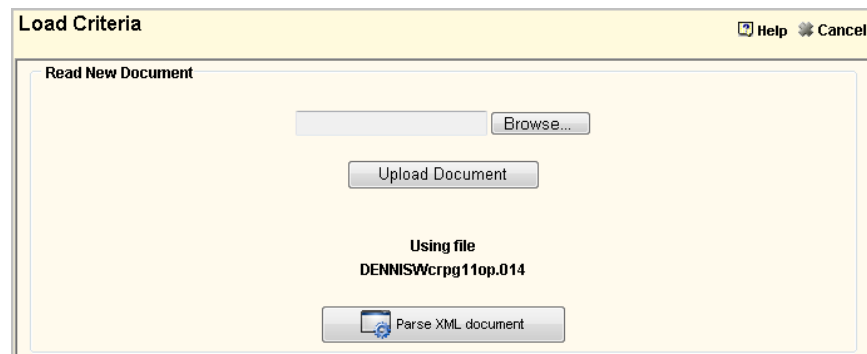 Load Criteria
Help Cancel
Read New Document
Browse...
Upload Document
Using file
DENNISWcrpg11op.014
Parse XML document